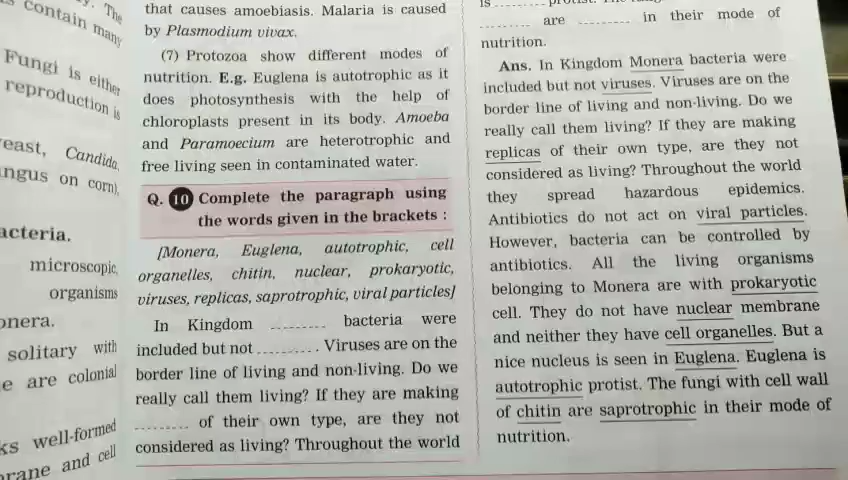 y. The
contain many
Fungi is either
reproduction is
east, Candida,
ngus on corn),
acteria.
microscopic,
organisms
onera.
solitary with
e are colonial
ks well-formed
rane and cell
that causes amoebiasis. Malaria is caused
by Plasmodium vivax.
(7) Protozoa show different modes of
nutrition. E.g. Euglena is autotrophic as it
does photosynthesis with the help of
chloroplasts present in its body. Amoeba
and Paramoecium are heterotrophic and
free living seen in contaminated water.
Q. 10 Complete the paragraph using
the words given in the brackets :
[Monera, Euglena, autotrophic, cell
organelles, chitin, nuclear, prokaryotic,
viruses, replicas, saprotrophic, viral particles]
In Kingdom ......... bacteria were
included but not .......... . Viruses are on the
border line of living and non-living. Do we
really call them living? If they are making
......... of their own type, are they not
considered as living? Throughout the world
is ..........
......... are ......... in their mode of
nutrition.
Ans. In Kingdom Monera bacteria were
included but not viruses. Viruses are on the
border line of living and non-living. Do we
really call them living? If they are making
replicas of their own type, are they not
considered as living? Throughout the world
they spread hazardous epidemics.
Antibiotics do not act on viral particles.
However, bacteria can be controlled by
antibiotics. All the living organisms
belonging to Monera are with prokaryotic
cell. They do not have nuclear membrane
and neither they have cell organelles. But a
nice nucleus is seen in Euglena. Euglena is
autotrophic protist. The fungi with cell wall
of chitin are saprotrophic in their mode of
nutrition.